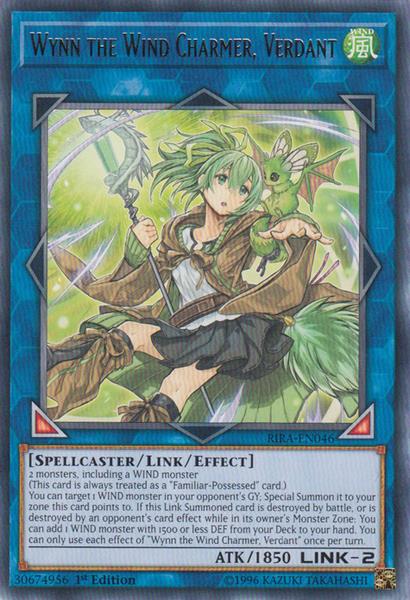 WYNN THE WIND CHARMER, VERDANT
WIND
風
RIRA-EN046
[SPELLCASTER/LINK/EFFECT]
2 monsters, including a WIND monster
(This card is always treated as a "Familiar-Possessed" card.)
You can target 1 WIND monster in your opponent's GY; Special Summon it to your
zone this card points to. If this Link Summoned card is destroyed by battle, or is
destroyed by an opponent's card effect while in its owner's Monster Zone: You can
add 1 WIND monster with 1500 or less DEF from your Deck to your hand. You
can only use each effect of "Wynn the Wind Charmer, Verdant" once per turn.
ATK/1850 LINK-2
30674956 1st Edition ©1996 KAZUKI TAKAHASHI